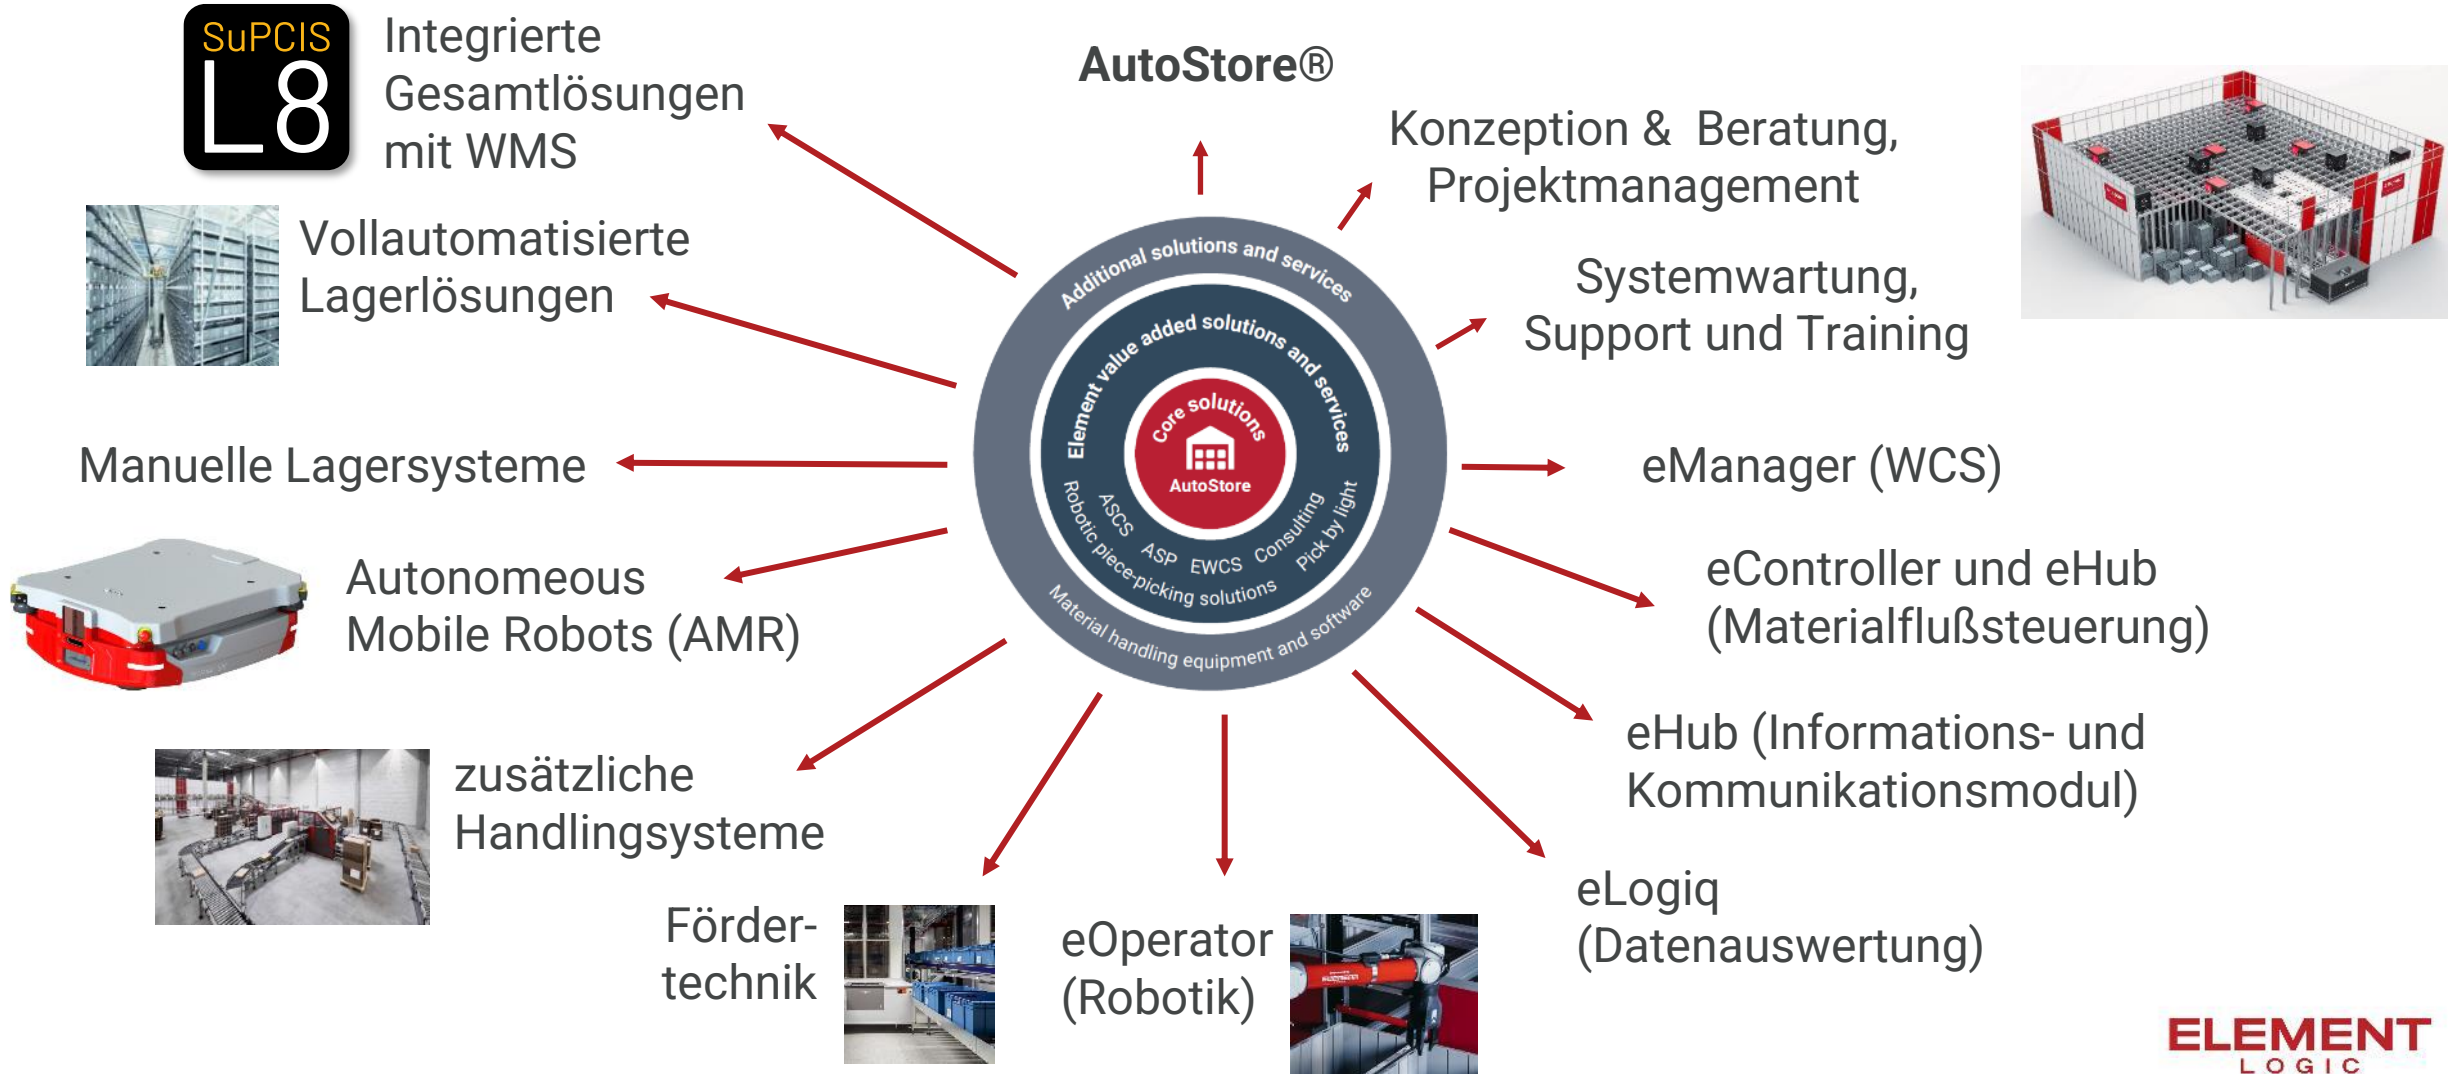 SuPCIS
L8
Integrierte
Gesamtlösungen
mit WMS
AutoStore®
Konzeption & Beratung,
Projektmanagement
Vollautomatisierte
Lagerlösungen
Systemwartung,
Support und Training
Additional solutions and services
Element value added solutions and services
Core solutions
AutoStore
ASCS
ASP
EWCS
Consulting
Pick by light
Robotic piece-picking solutions
Material handling equipment and software
Manuelle Lagersysteme
eManager (WCS)
Autonomeous
Mobile Robots (AMR)
eController und eHub
(Materialflußsteuerung)
zusätzliche
Handlingsysteme
eHub (Informations- und
Kommunikationsmodul)
Förder-
technik
eOperator
(Robotik)
eLogiq
(Datenauswertung)
ELEMENT
LOGIC